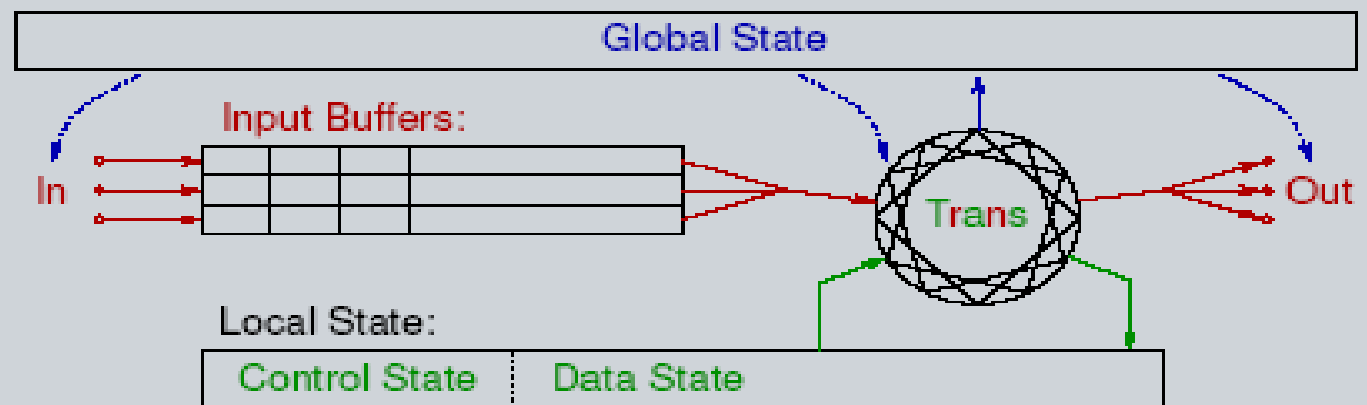 Global State
Input Buffers:
In
Trans
Out
Local State:
Control State
Data State